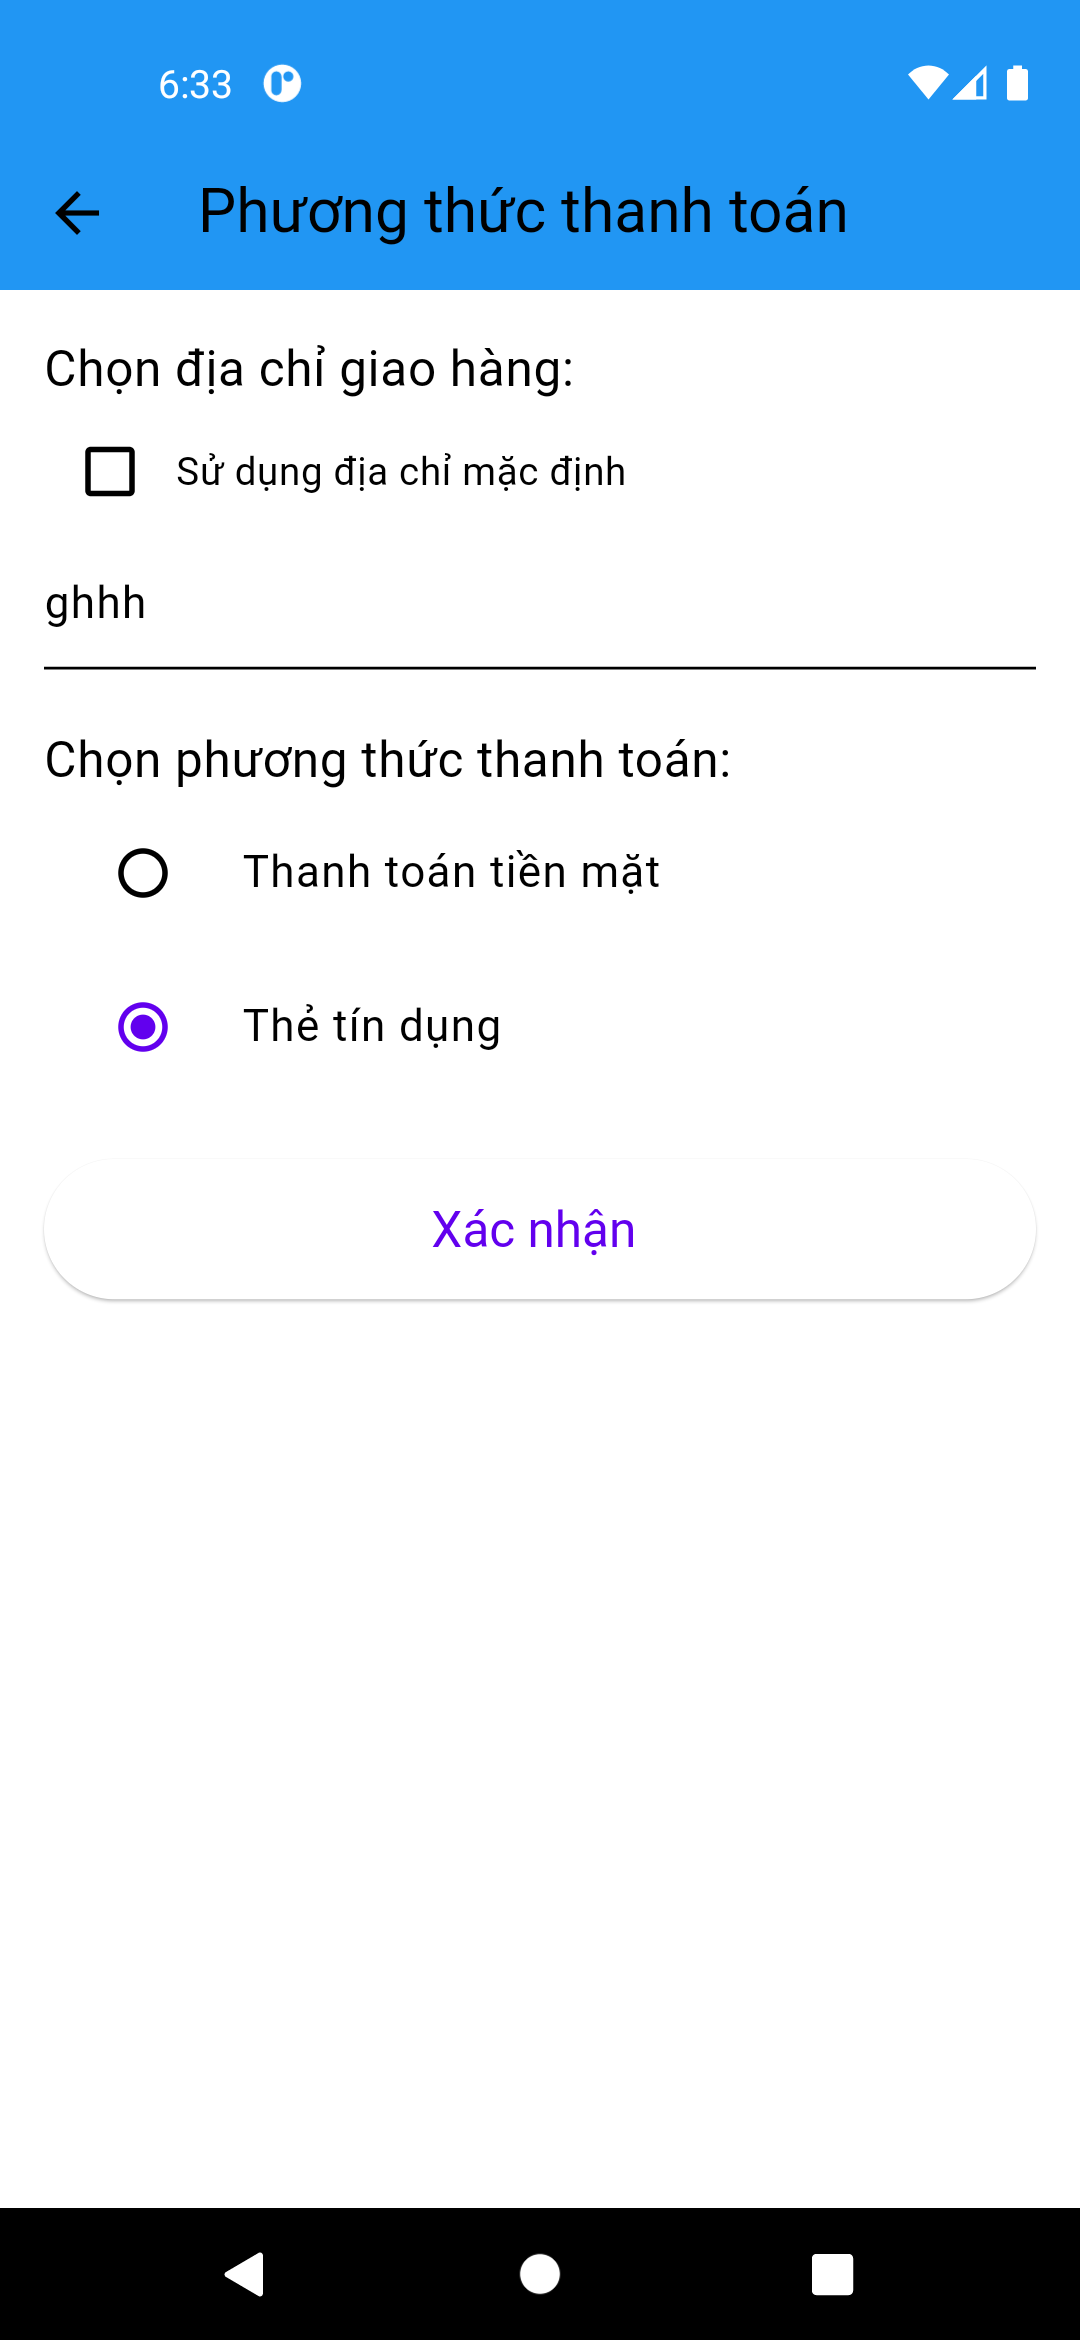 6:33
Phương thức thanh toán
Chọn địa chỉ giao hàng:
Sử dụng địa chỉ mặc định
ghhh
Chọn phương thức thanh toán:
Thanh toán tiền mặt
Thẻ tín dụng
Xác nhận